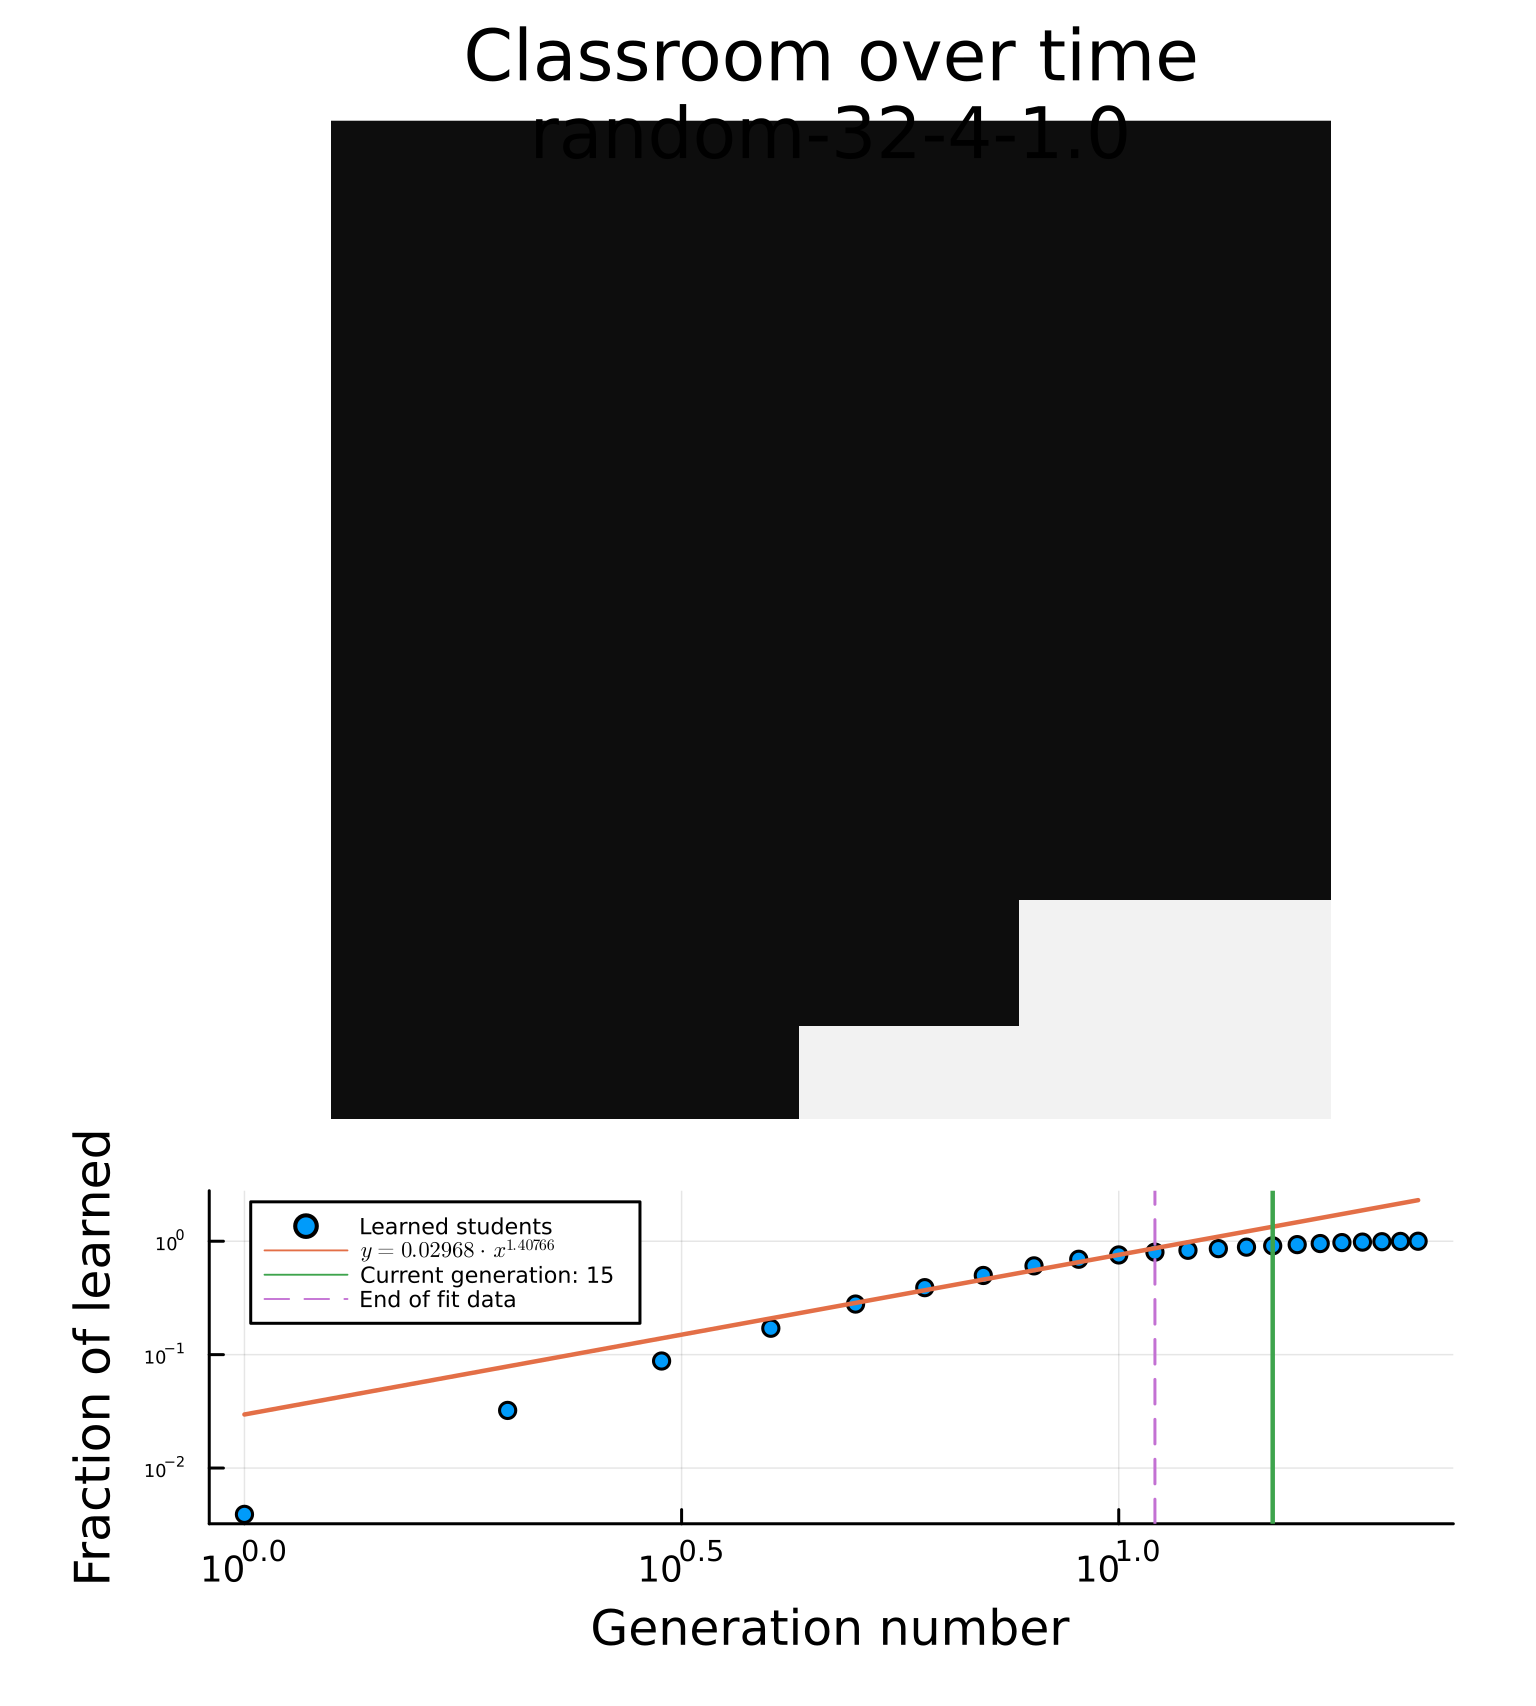 Classroom over time
random-32-4-1.0
Fraction of learned
10⁰
10⁻¹
10⁻²
Learned students
y = 0.02968 · x^1.40766
Current generation: 15
End of fit data
10^0.0
10^0.5
10^1.0
Generation number